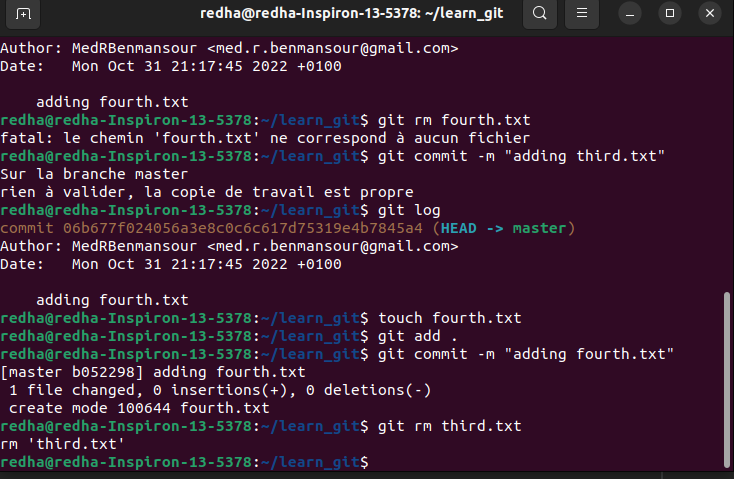 redha@redha-Inspiron-13-5378: ~/learn_git
Author: MedRBenmansour <med.r.benmansour@gmail.com>
Date:   Mon Oct 31 21:17:45 2022 +0100
    adding fourth.txt
redha@redha-Inspiron-13-5378:~/learn_git$ git rm fourth.txt
fatal: le chemin 'fourth.txt' ne correspond à aucun fichier
redha@redha-Inspiron-13-5378:~/learn_git$ git commit -m "adding third.txt"
Sur la branche master
rien à valider, la copie de travail est propre
redha@redha-Inspiron-13-5378:~/learn_git$ git log
commit 06b677f024056a3e8c0c6c617d75319e4b7845a4 (HEAD -> master)
Author: MedRBenmansour <med.r.benmansour@gmail.com>
Date:   Mon Oct 31 21:17:45 2022 +0100
    adding fourth.txt
redha@redha-Inspiron-13-5378:~/learn_git$ touch fourth.txt
redha@redha-Inspiron-13-5378:~/learn_git$ git add .
redha@redha-Inspiron-13-5378:~/learn_git$ git commit -m "adding fourth.txt"
[master b052298] adding fourth.txt
 1 file changed, 0 insertions(+), 0 deletions(-)
 create mode 100644 fourth.txt
redha@redha-Inspiron-13-5378:~/learn_git$ git rm third.txt
rm 'third.txt'
redha@redha-Inspiron-13-5378:~/learn_git$